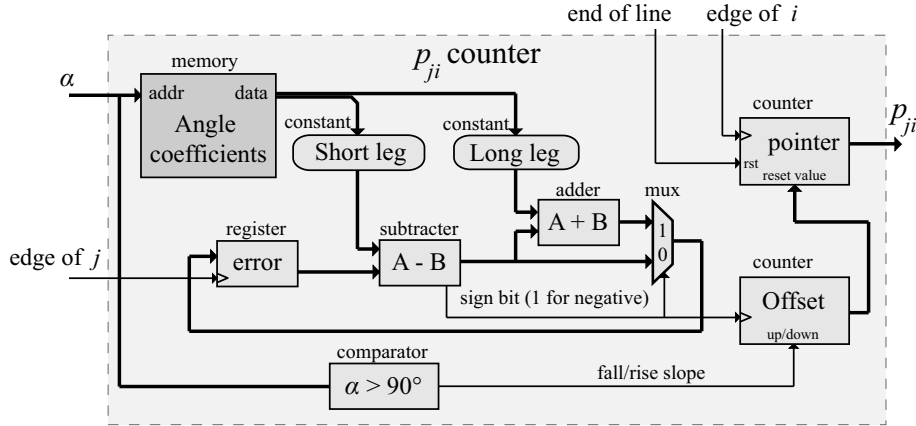 end of line
edge of i
p_ji counter
memory
α
addr
data
Angle
coefficients
constant
Short leg
constant
Long leg
counter
pointer
rst
reset value
p_ji
adder
A + B
mux
1
0
register
error
edge of j
subtracter
A - B
sign bit (1 for negative)
counter
Offset
up/down
comparator
α > 90°
fall/rise slope